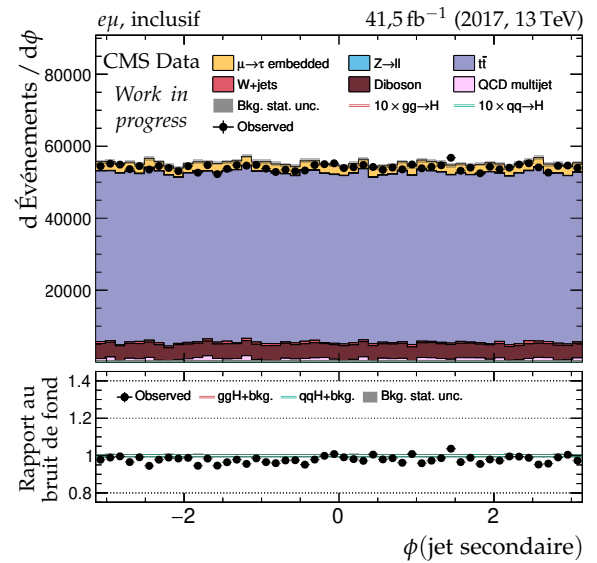 eμ, inclusif 41,5 fb⁻¹ (2017, 13 TeV)
CMS Data
Work in
progress
μ→τ embedded Z→ll tt̄
W+jets Diboson QCD multijet
Bkg. stat. unc. 10 × gg→H 10 × qq→H
Observed
d Événements / dϕ
80000
60000
40000
20000
Observed ggH+bkg. qqH+bkg. Bkg. stat. unc.
Rapport au
bruit de fond
1.4
1.2
1
0.8
−2 0 2
ϕ(jet secondaire)